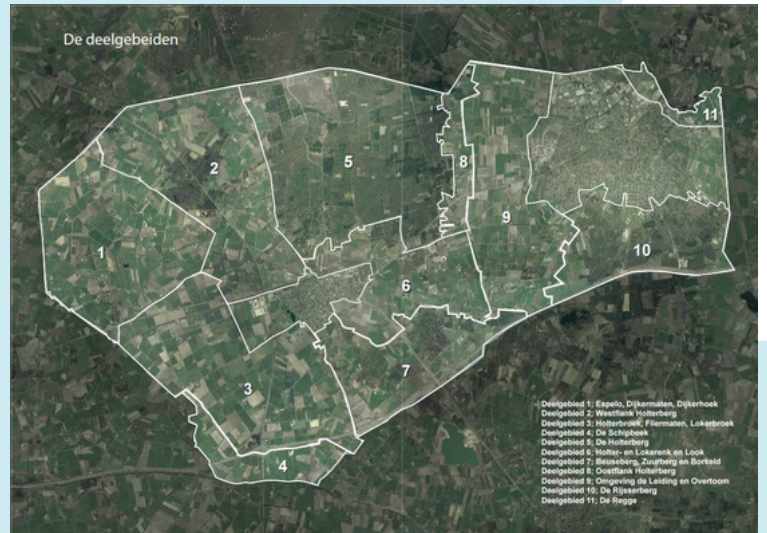 De deelgebieden
11
2
5
8
9
1
10
6
3
7
4
Deelgebied 1; Espelo, Dijkermaten, Dijkerhoek
Deelgebied 2; Westflank Holterberg
Deelgebied 3; Holterbroek, Fliermaten, Lokerbroek
Deelgebied 4; De Schipbeek
Deelgebied 5; De Holterberg
Deelgebied 6; Holter- en Lokerenk en Look
Deelgebied 7; Beuseberg, Zuurberg en Borkeld
Deelgebied 8; Oostflank Holterberg
Deelgebied 9; Omgeving de Leiding en Overtoom
Deelgebied 10; De Rijsserberg
Deelgebied 11; De Regge